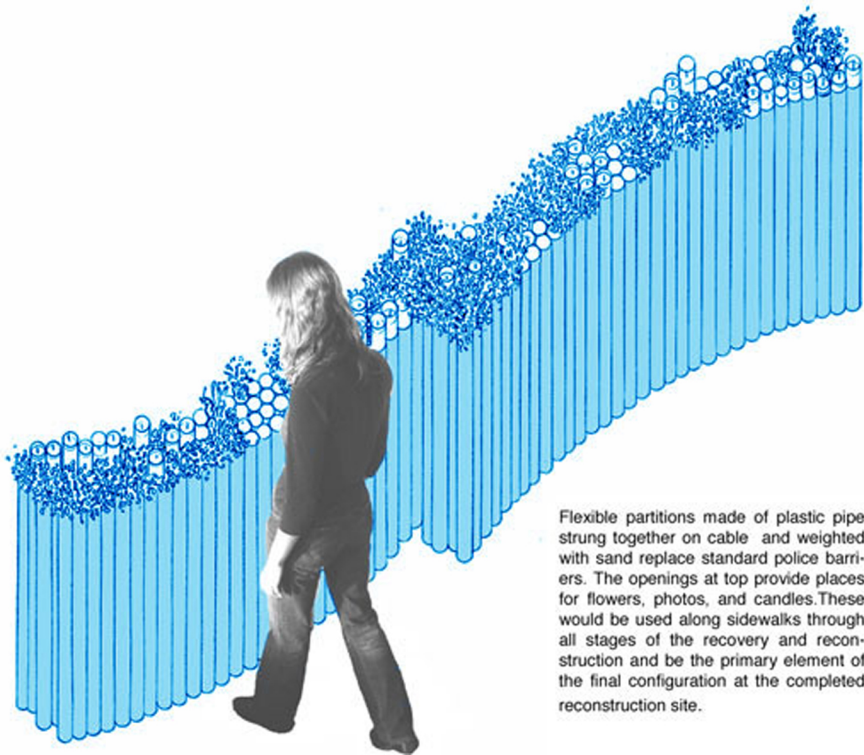 Flexible partitions made of plastic pipe
strung together on cable and weighted
with sand replace standard police barri-
ers. The openings at top provide places
for flowers, photos, and candles.These
would be used along sidewalks through
all stages of the recovery and recon-
struction and be the primary element of
the final configuration at the completed
reconstruction site.